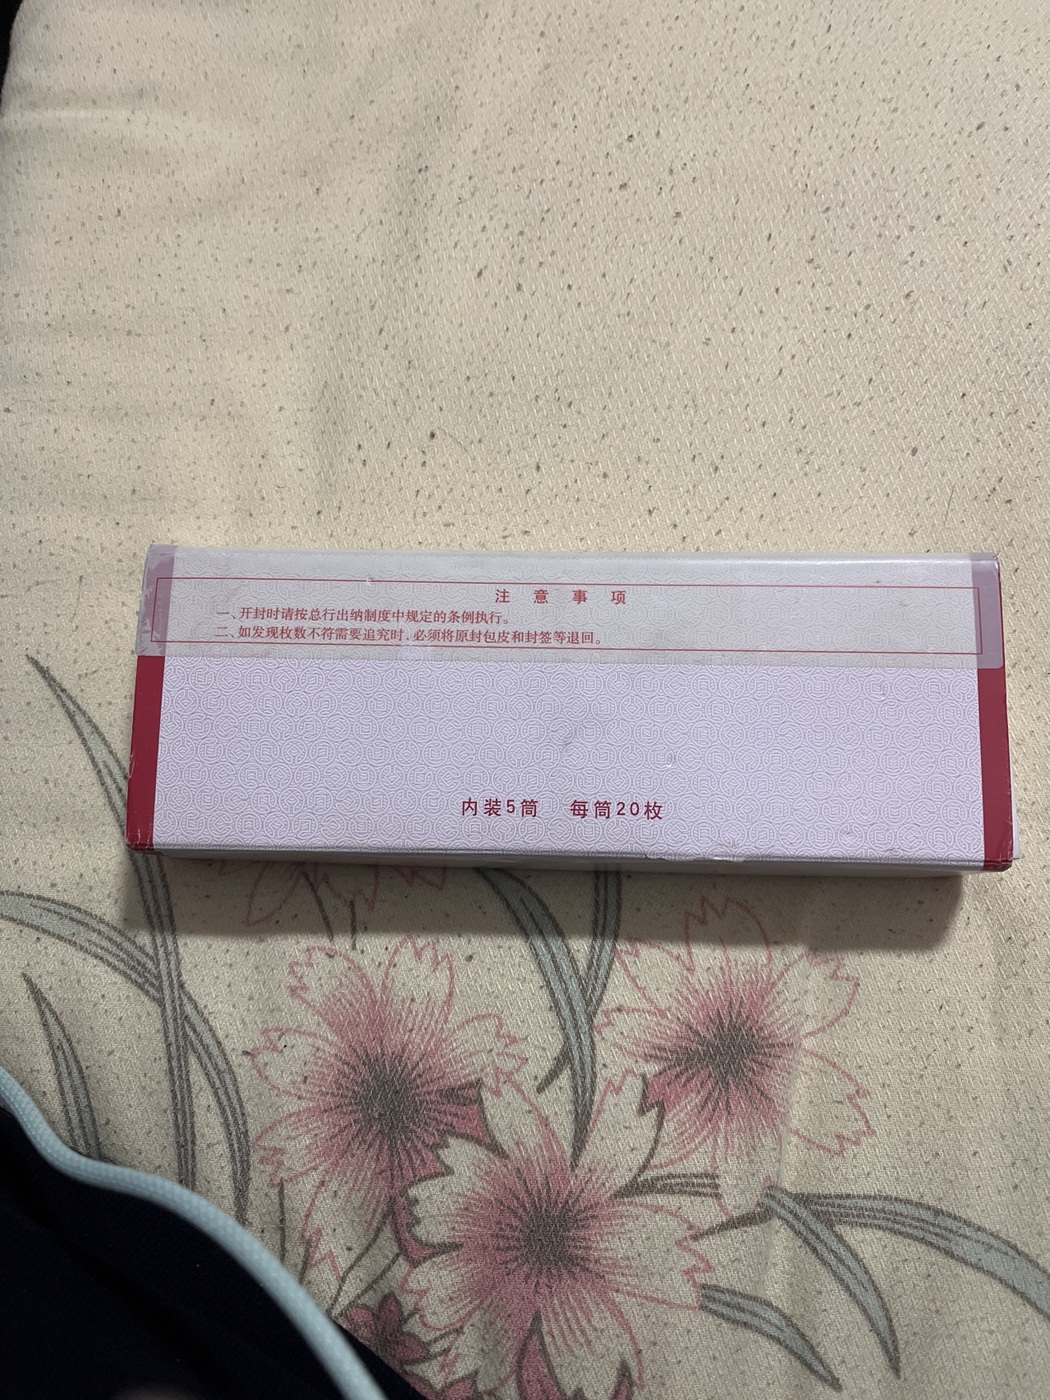 注意事项
一、开封时请按总行出纳制度中规定的条例执行。
二、如发现枚数不符需要追究时，必须将原封包皮和封签等退回。
内装5筒 每筒20枚